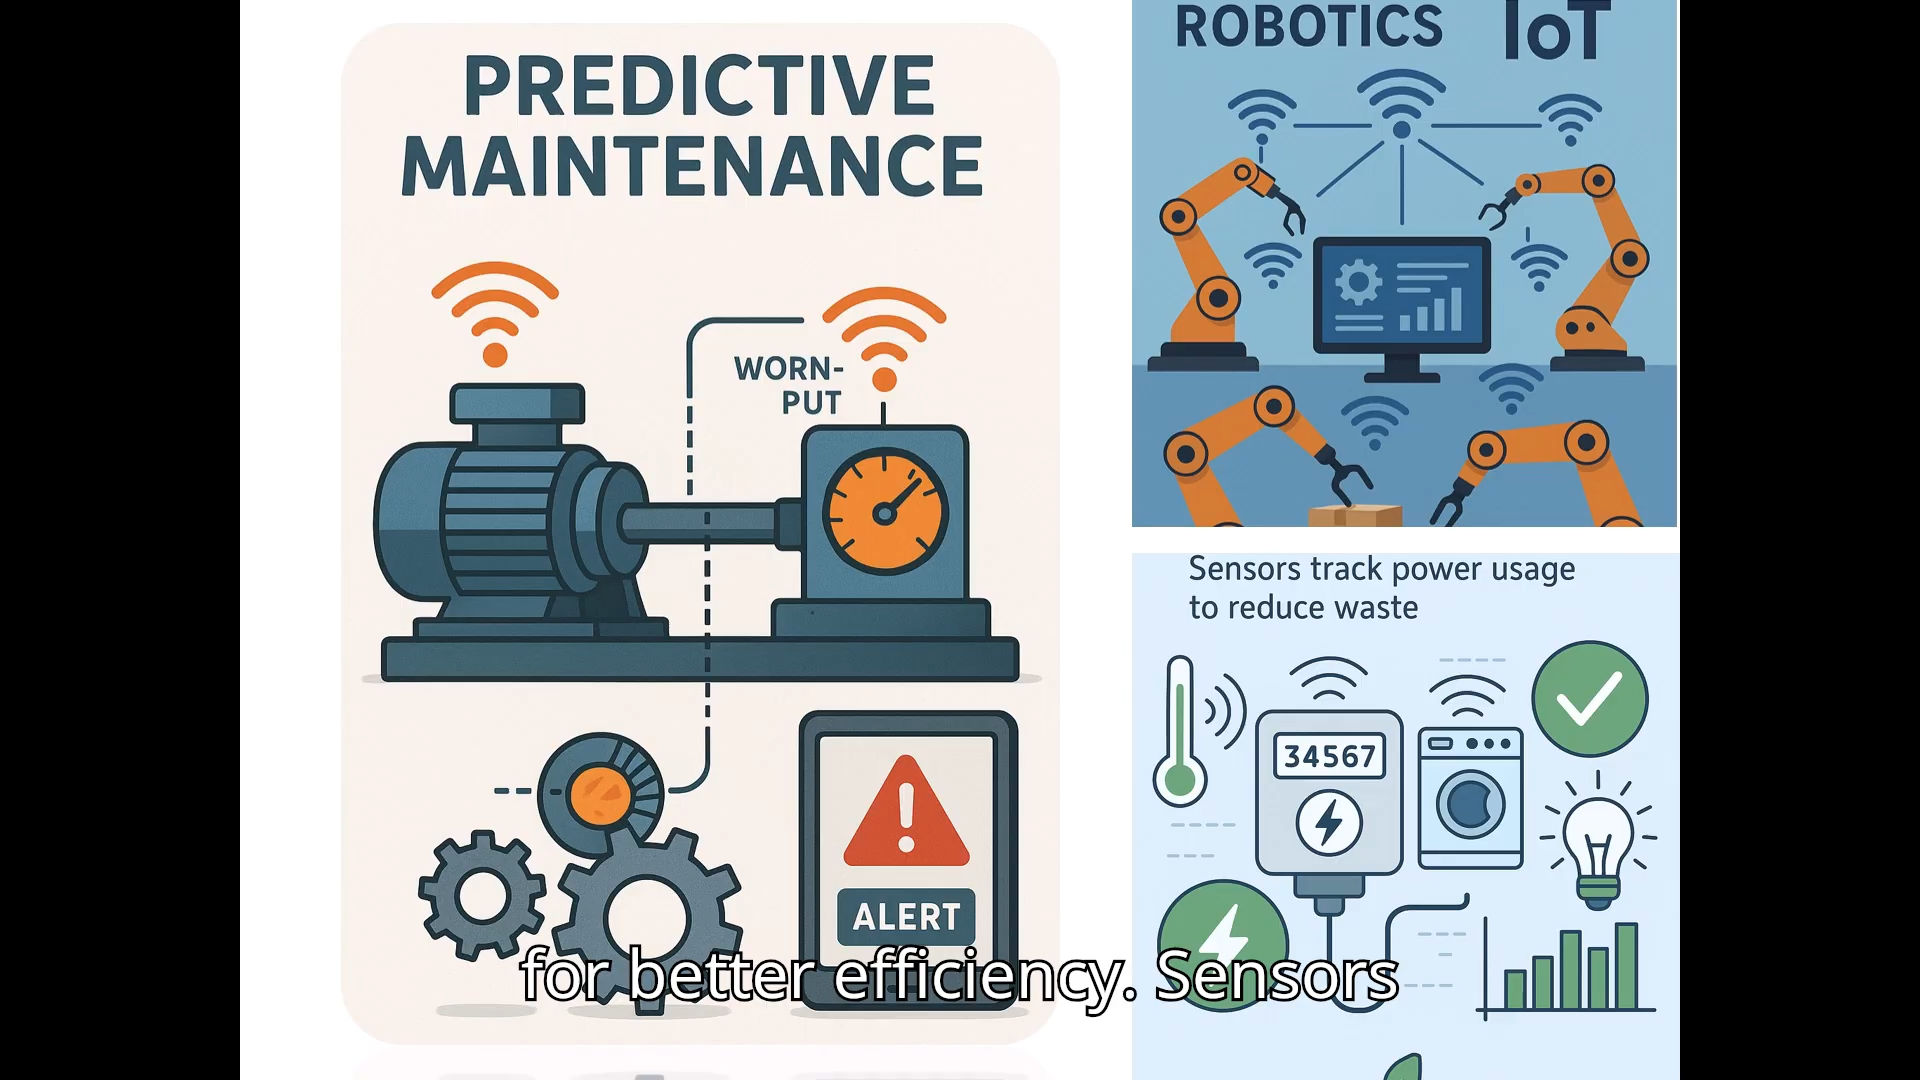 PREDICTIVE
MAINTENANCE
WORN-
PUT
ALERT
ROBOTICS IoT
Sensors track power usage
to reduce waste
34567
for better efficiency. Sensors